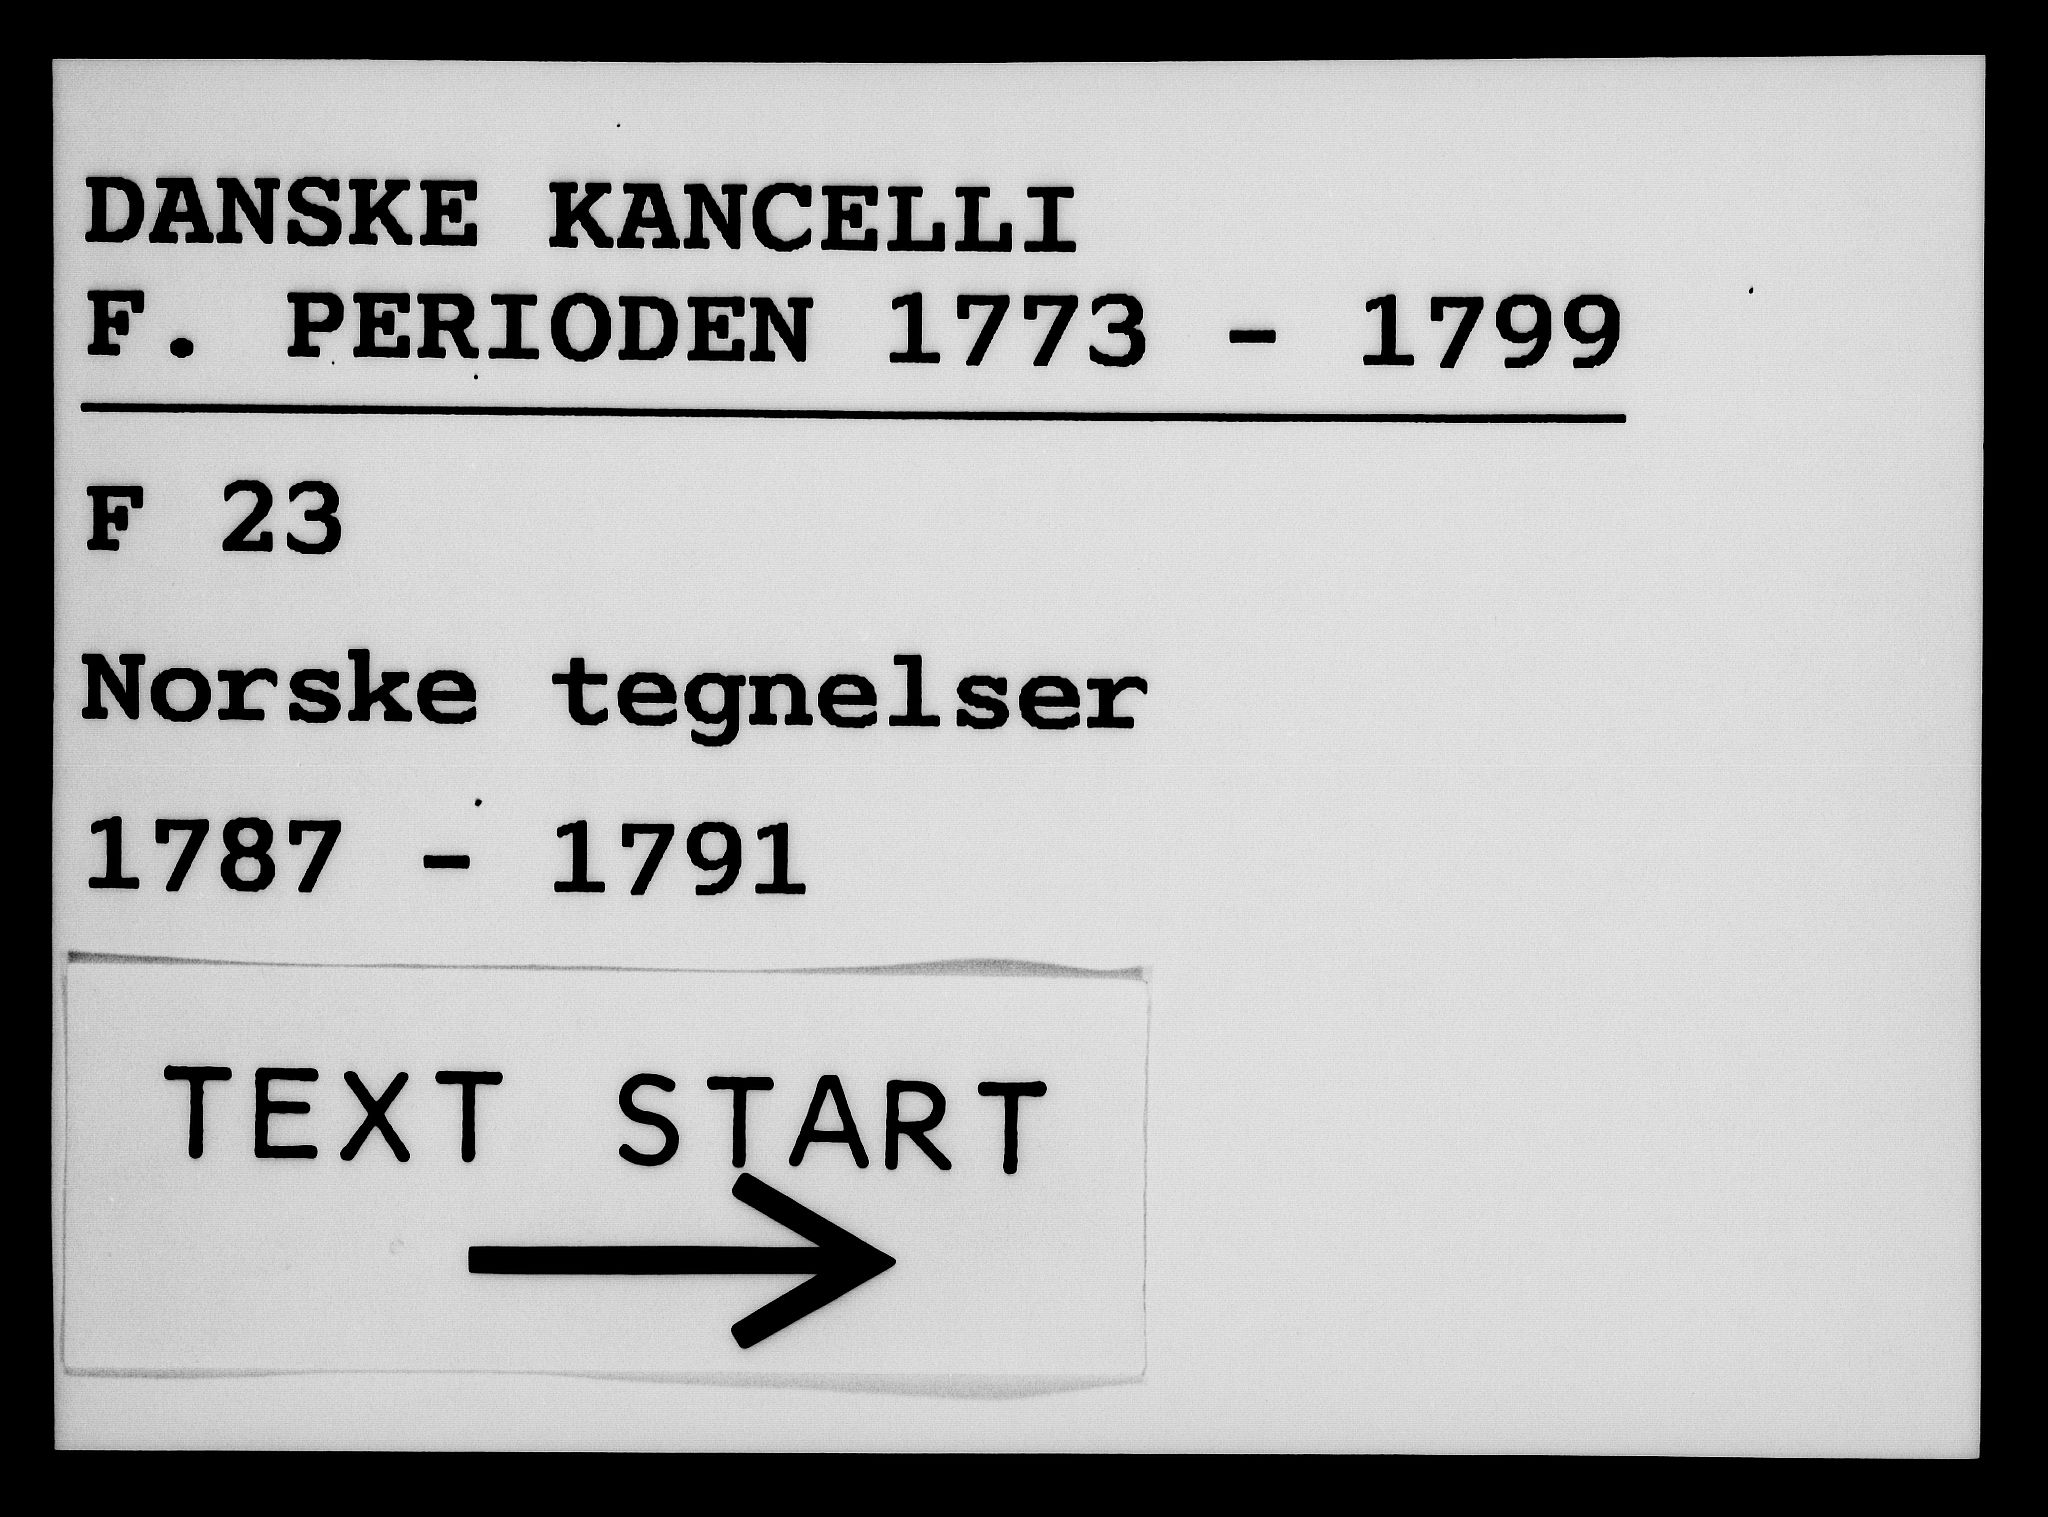 DANSKE KANCELLI
F. PERIODEN 1773 - 1799
F 23
Norske tegnelser
1787 - 1791
TEXT START